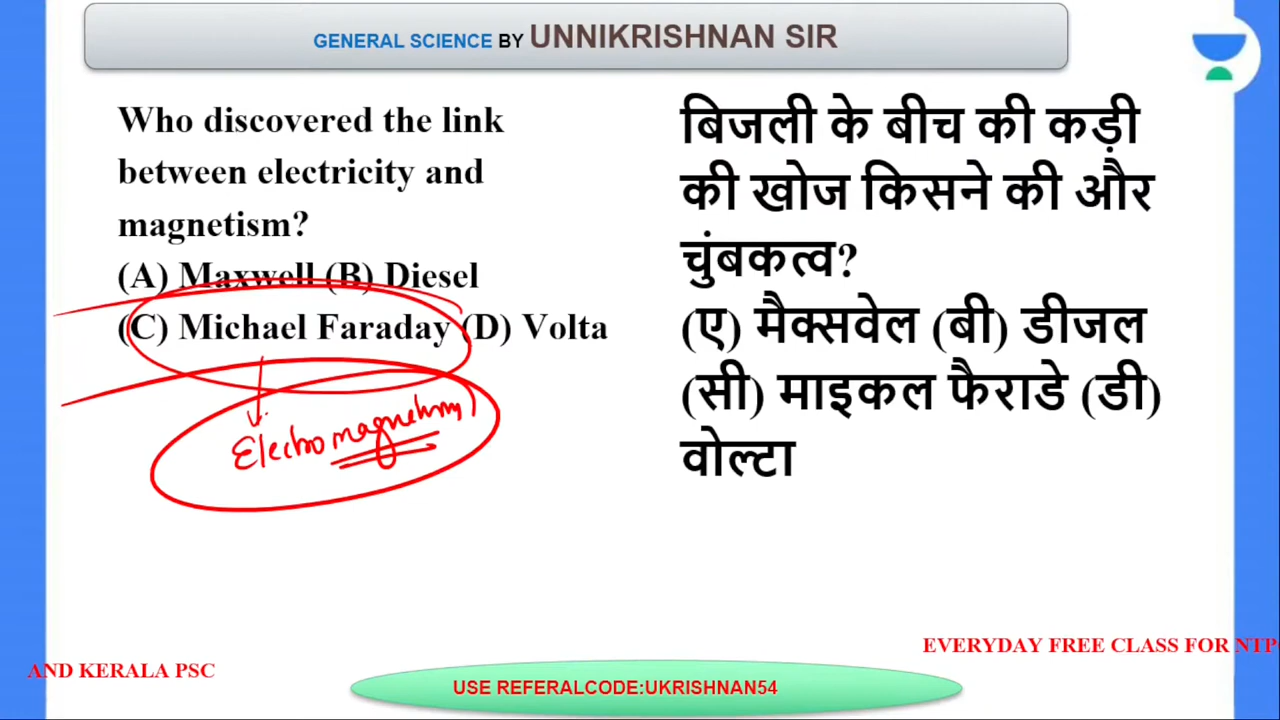 GENERAL SCIENCE BY UNNIKRISHNAN SIR
Who discovered the link
between electricity and
magnetism?
(A) Maxwell (B) Diesel
(C) Michael Faraday (D) Volta
Electromagnetism
बिजली के बीच की कड़ी
की खोज किसने की और
चुंबकत्व?
(ए) मैक्सवेल (बी) डीजल
(सी) माइकल फैराडे (डी)
वोल्टा
EVERYDAY FREE CLASS FOR NTP
AND KERALA PSC
USE REFERALCODE:UKRISHNAN54